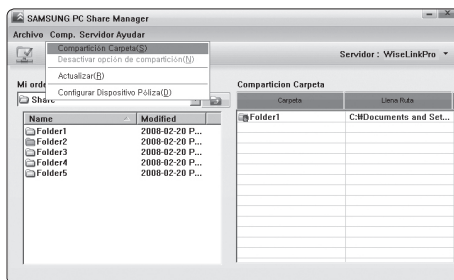 SAMSUNG PC Share Manager
Archivo Comp. Servidor Ayudar
Compartición Carpeta(S)
Desactivar opción de compartición(N)
Actualizar(R)
Configurar Dispositivo Póliza(D)
Servidor : WiseLinkPro
Mi orde
Share
Comparticion Carpeta
Carpeta Llena Ruta
Folder1 C:₩Documents and Set...
Name Modified
Folder1 2008-02-20 P...
Folder2 2008-02-20 P...
Folder3 2008-02-20 P...
Folder4 2008-02-20 P...
Folder5 2008-02-20 P...